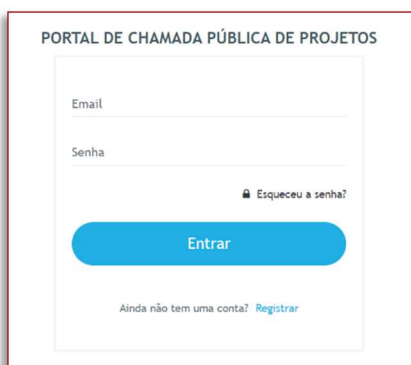 PORTAL DE CHAMADA PÚBLICA DE PROJETOS
Email
Senha
Esqueceu a senha?
Entrar
Ainda não tem uma conta? Registrar